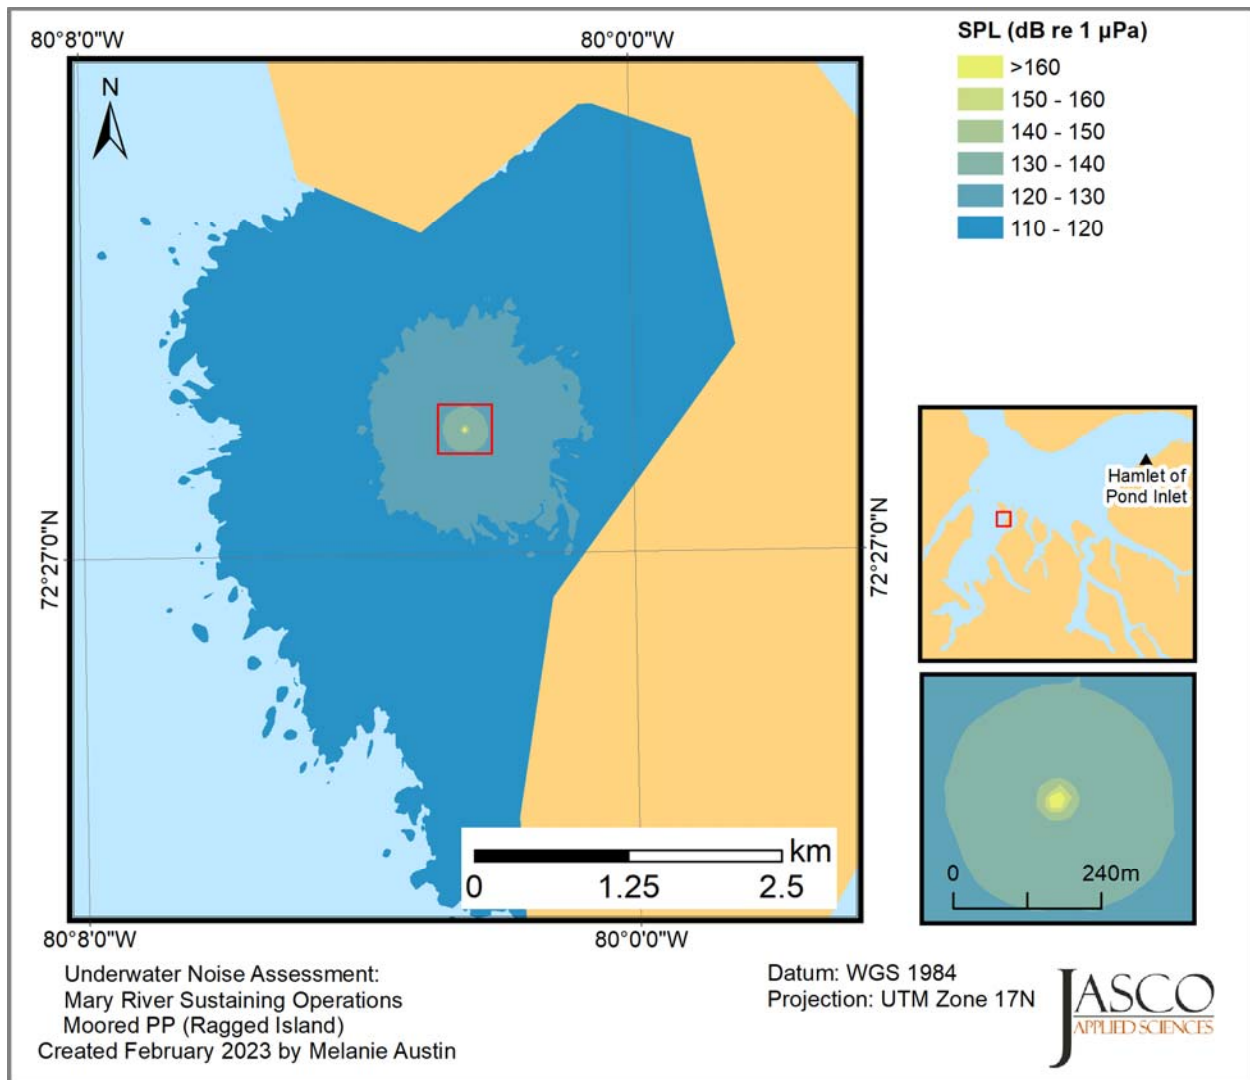 80°8'0"W
80°0'0"W
N
72°27'0"N
72°27'0"N
km
0
1.25
2.5
80°8'0"W
80°0'0"W
SPL (dB re 1 µPa)
>160
150 - 160
140 - 150
130 - 140
120 - 130
110 - 120
Hamlet of
Pond Inlet
0
240m
Underwater Noise Assessment:
Mary River Sustaining Operations
Moored PP (Ragged Island)
Created February 2023 by Melanie Austin
Datum: WGS 1984
Projection: UTM Zone 17N
JASCO
APPLIED SCIENCES